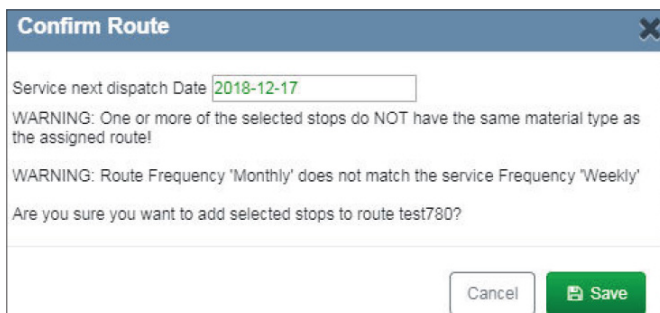 Confirm Route
Service next dispatch Date 2018-12-17
WARNING: One or more of the selected stops do NOT have the same material type as
the assigned route!
WARNING: Route Frequency 'Monthly' does not match the service Frequency 'Weekly'
Are you sure you want to add selected stops to route test780?
Cancel Save